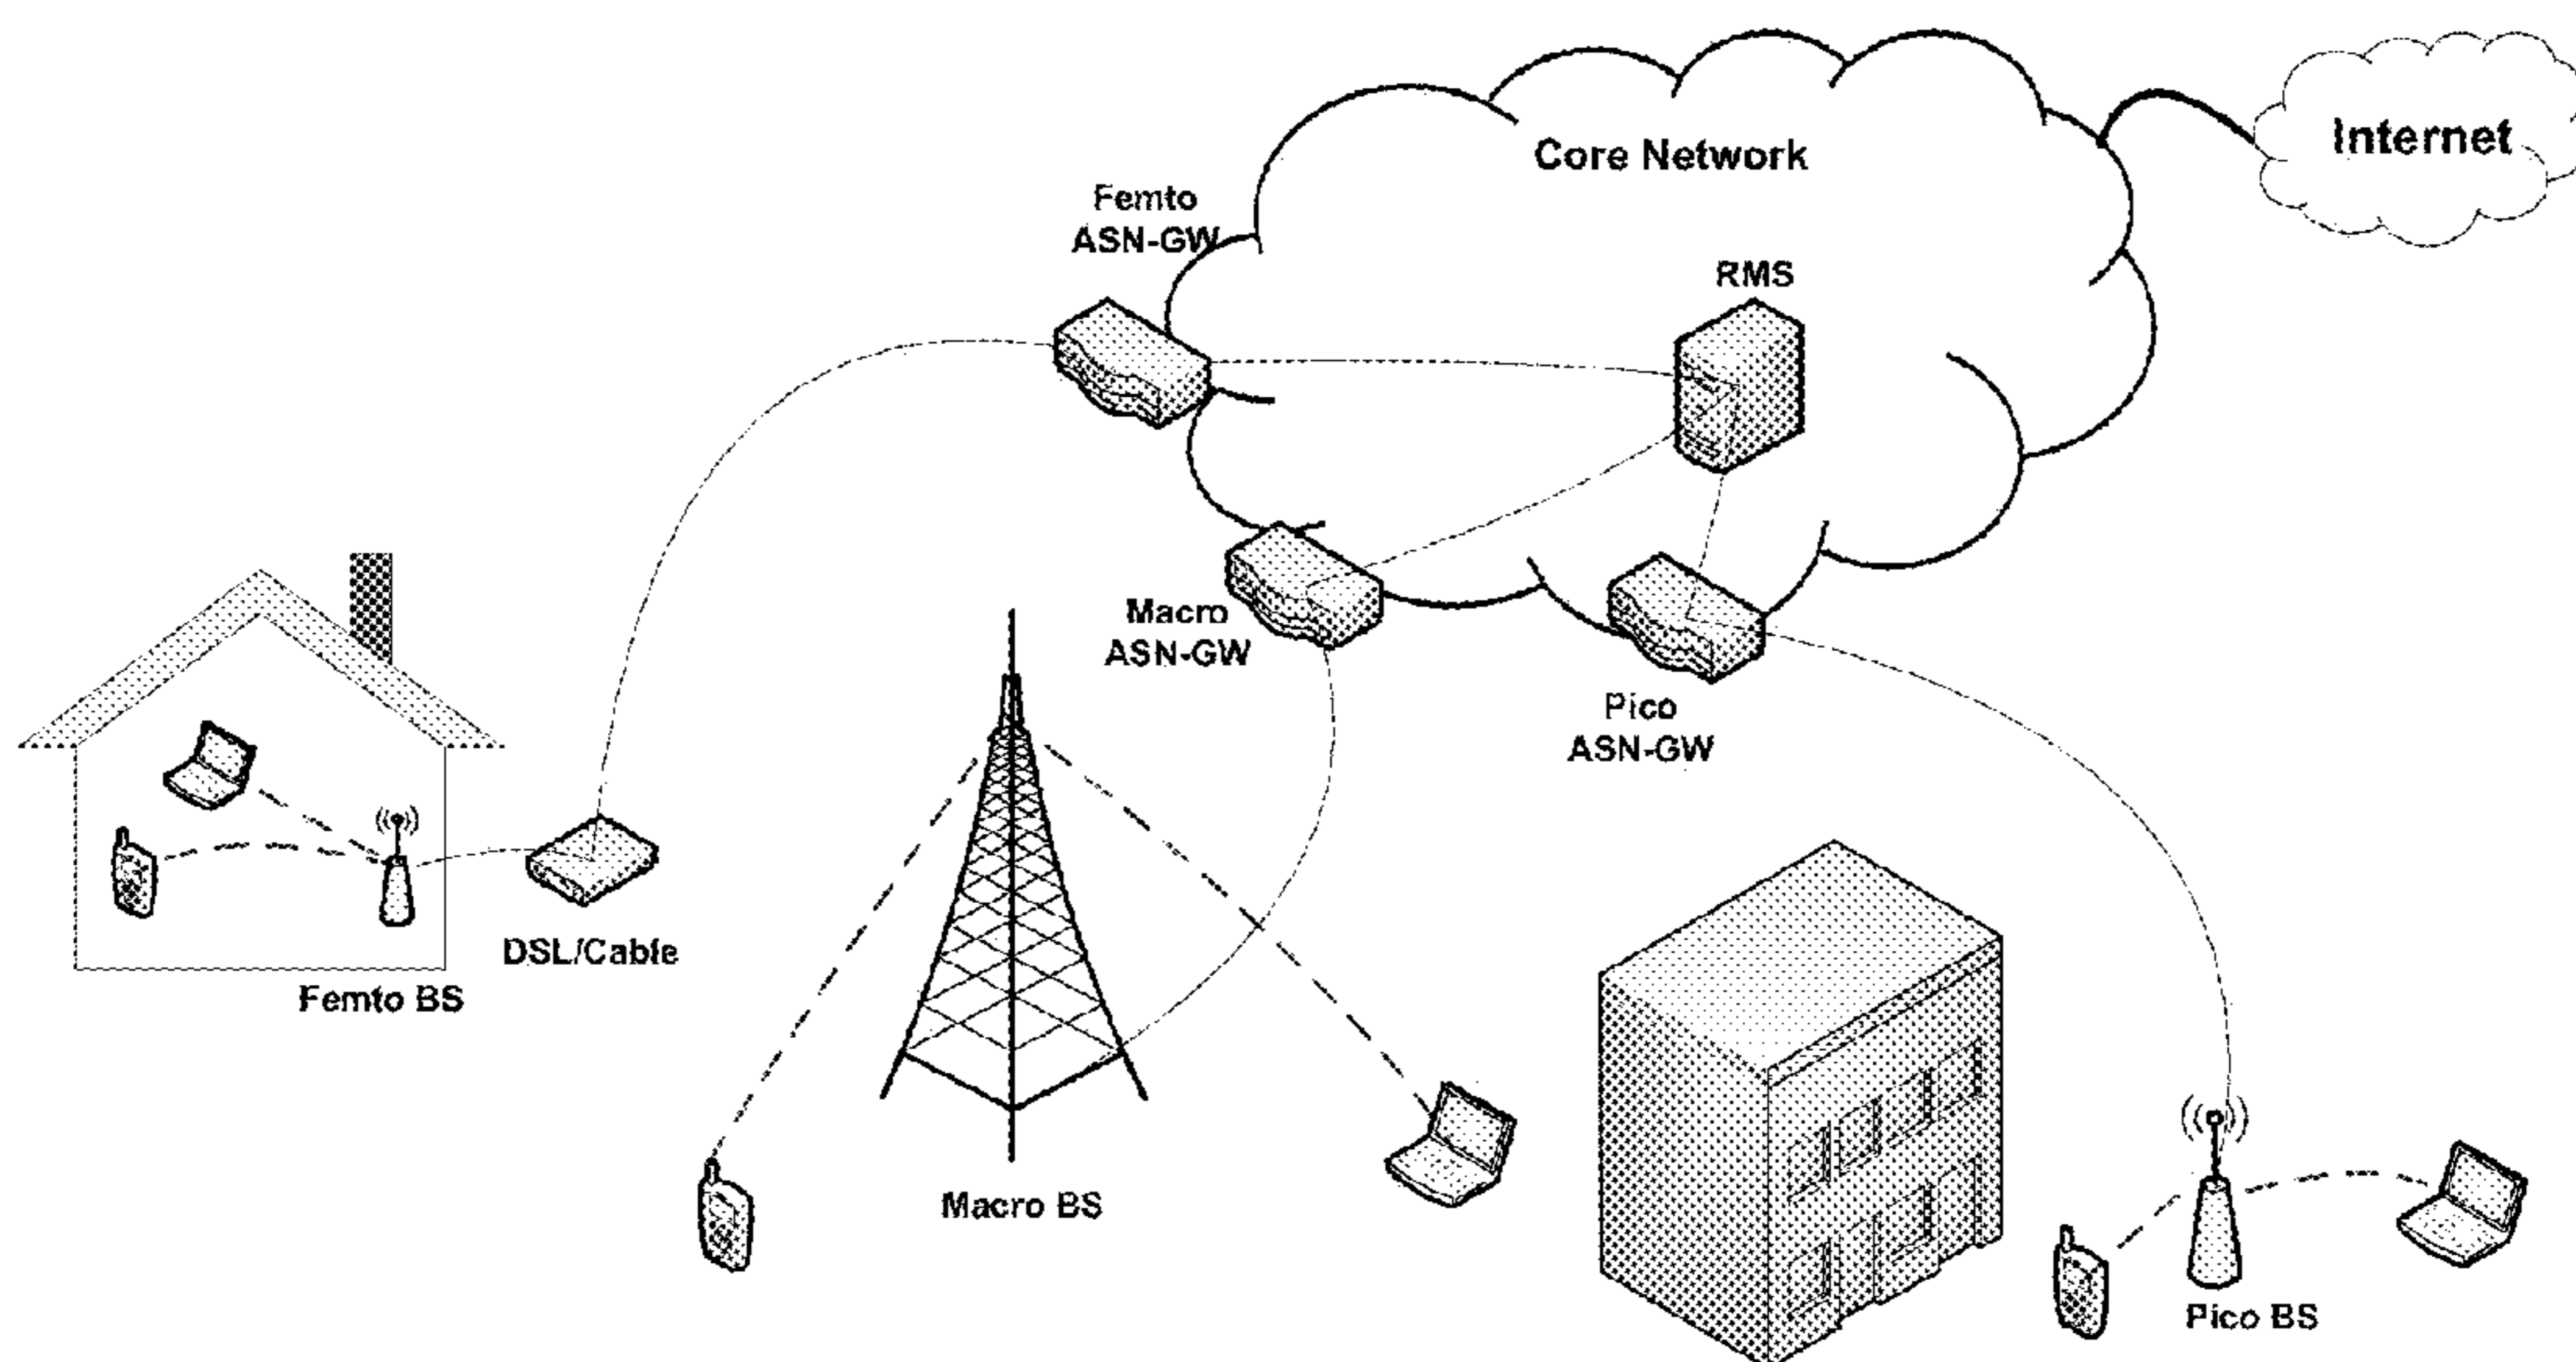 Internet
Core Network
Femto
ASN-GW
RMS
Macro
ASN-GW
Pico
ASN-GW
DSL/Cable
Femto BS
Macro BS
Pico BS